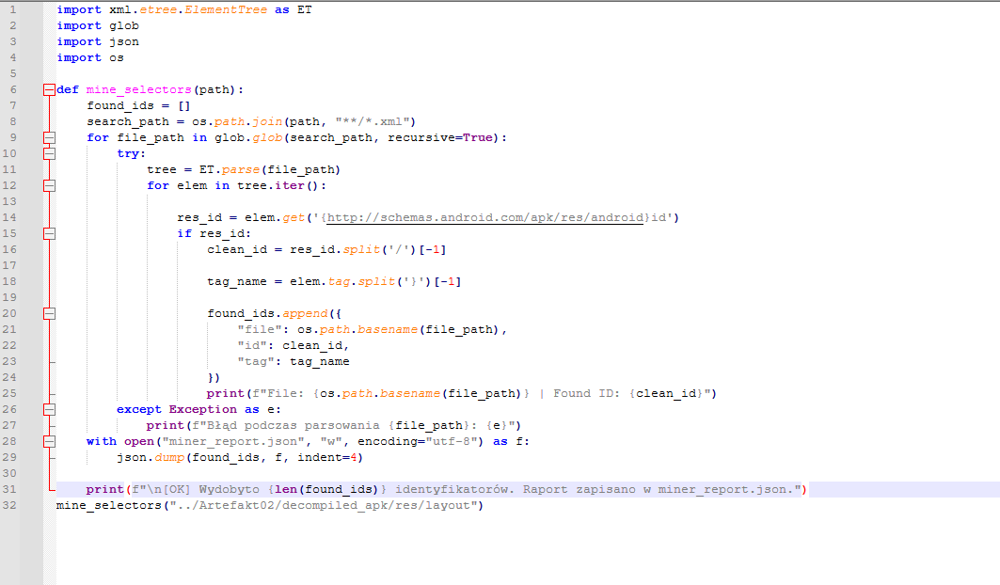 1 import xml.etree.ElementTree as ET
2 import glob
3 import json
4 import os
5
6 def mine_selectors(path):
7     found_ids = []
8     search_path = os.path.join(path, "**/*.xml")
9     for file_path in glob.glob(search_path, recursive=True):
10         try:
11             tree = ET.parse(file_path)
12             for elem in tree.iter():
13
14                 res_id = elem.get('{http://schemas.android.com/apk/res/android}id')
15                 if res_id:
16                     clean_id = res_id.split('/')[-1]
17
18                     tag_name = elem.tag.split('}')[-1]
19
20                     found_ids.append({
21                         "file": os.path.basename(file_path),
22                         "id": clean_id,
23                         "tag": tag_name
24                     })
25                     print(f"File: {os.path.basename(file_path)} | Found ID: {clean_id}")
26         except Exception as e:
27             print(f"Błąd podczas parsowania {file_path}: {e}")
28     with open("miner_report.json", "w", encoding="utf-8") as f:
29         json.dump(found_ids, f, indent=4)
30
31     print(f"\n[OK] Wydobyto {len(found_ids)} identyfikatorów. Raport zapisano w miner_report.json.")
32 mine_selectors("../Artefakt02/decompiled_apk/res/layout")